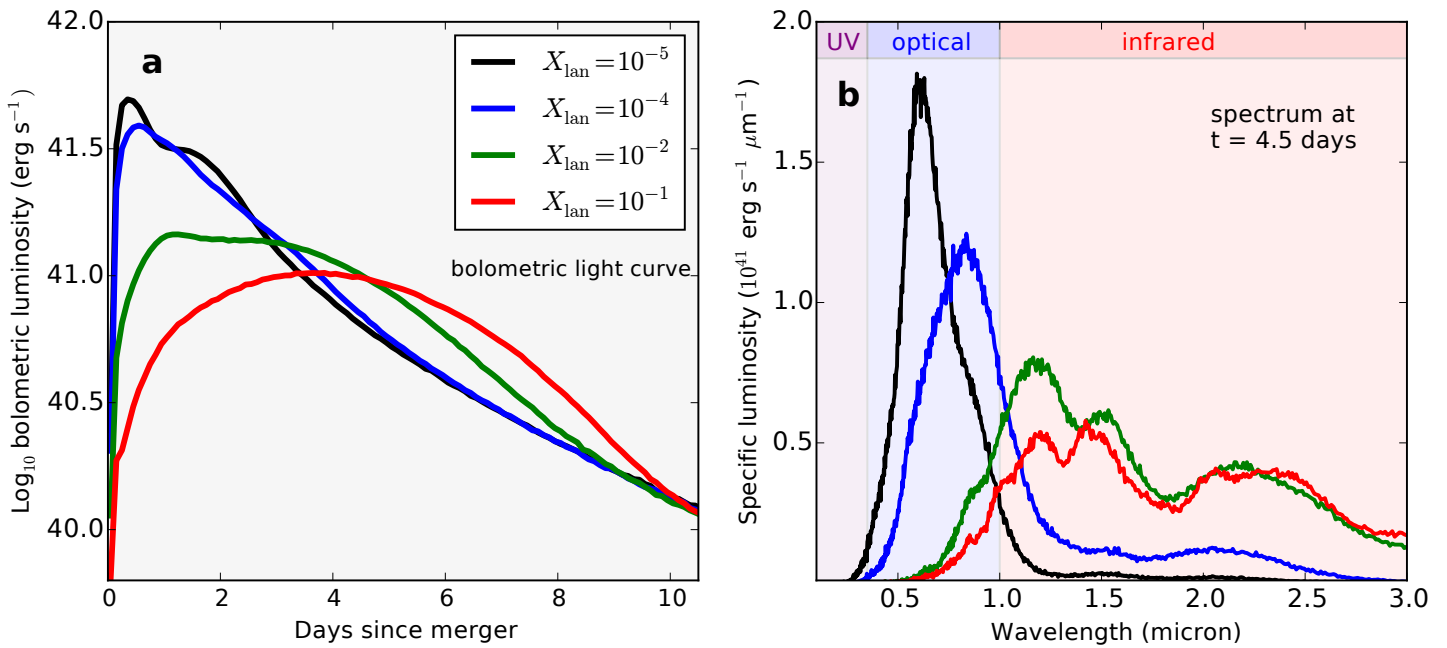 42.0
41.5
41.0
40.5
40.0
Log₁₀ bolometric luminosity (erg s⁻¹)
a
X_lan=10⁻⁵
X_lan=10⁻⁴
X_lan=10⁻²
X_lan=10⁻¹
bolometric light curve
0 2 4 6 8 10
Days since merger
2.0
1.5
1.0
0.5
Specific luminosity (10⁴¹ erg s⁻¹ μm⁻¹)
UV optical infrared
b
spectrum at
t = 4.5 days
0.5 1.0 1.5 2.0 2.5 3.0
Wavelength (micron)